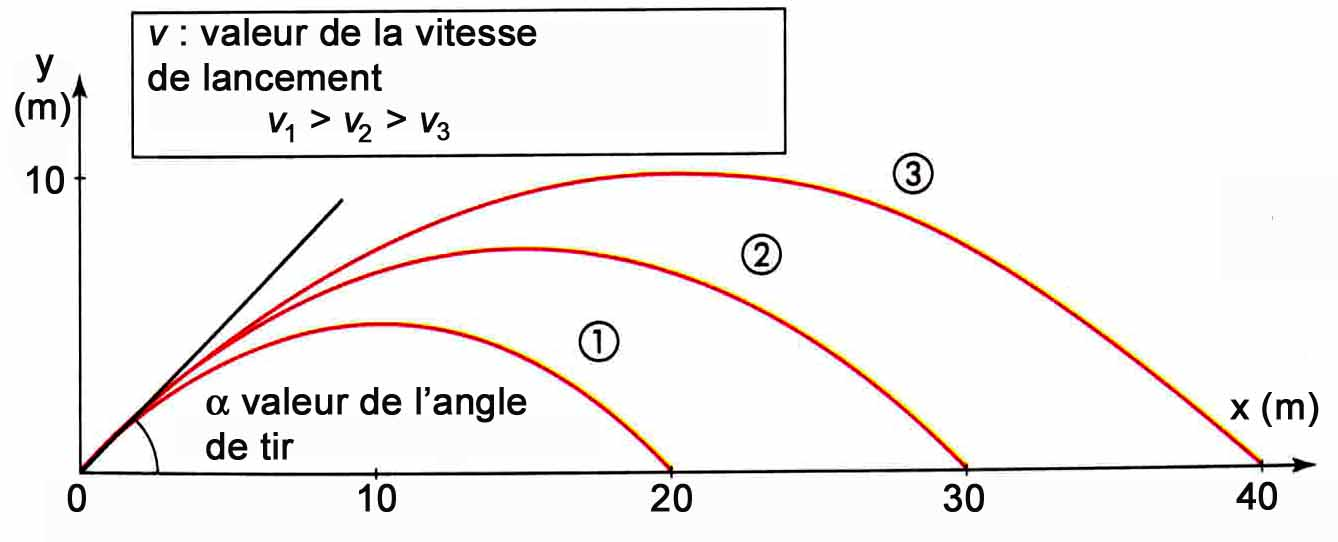 v : valeur de la vitesse
de lancement
v₁ > v₂ > v₃
y
(m)
10
③
②
①
α valeur de l'angle
de tir
x (m)
0 10 20 30 40